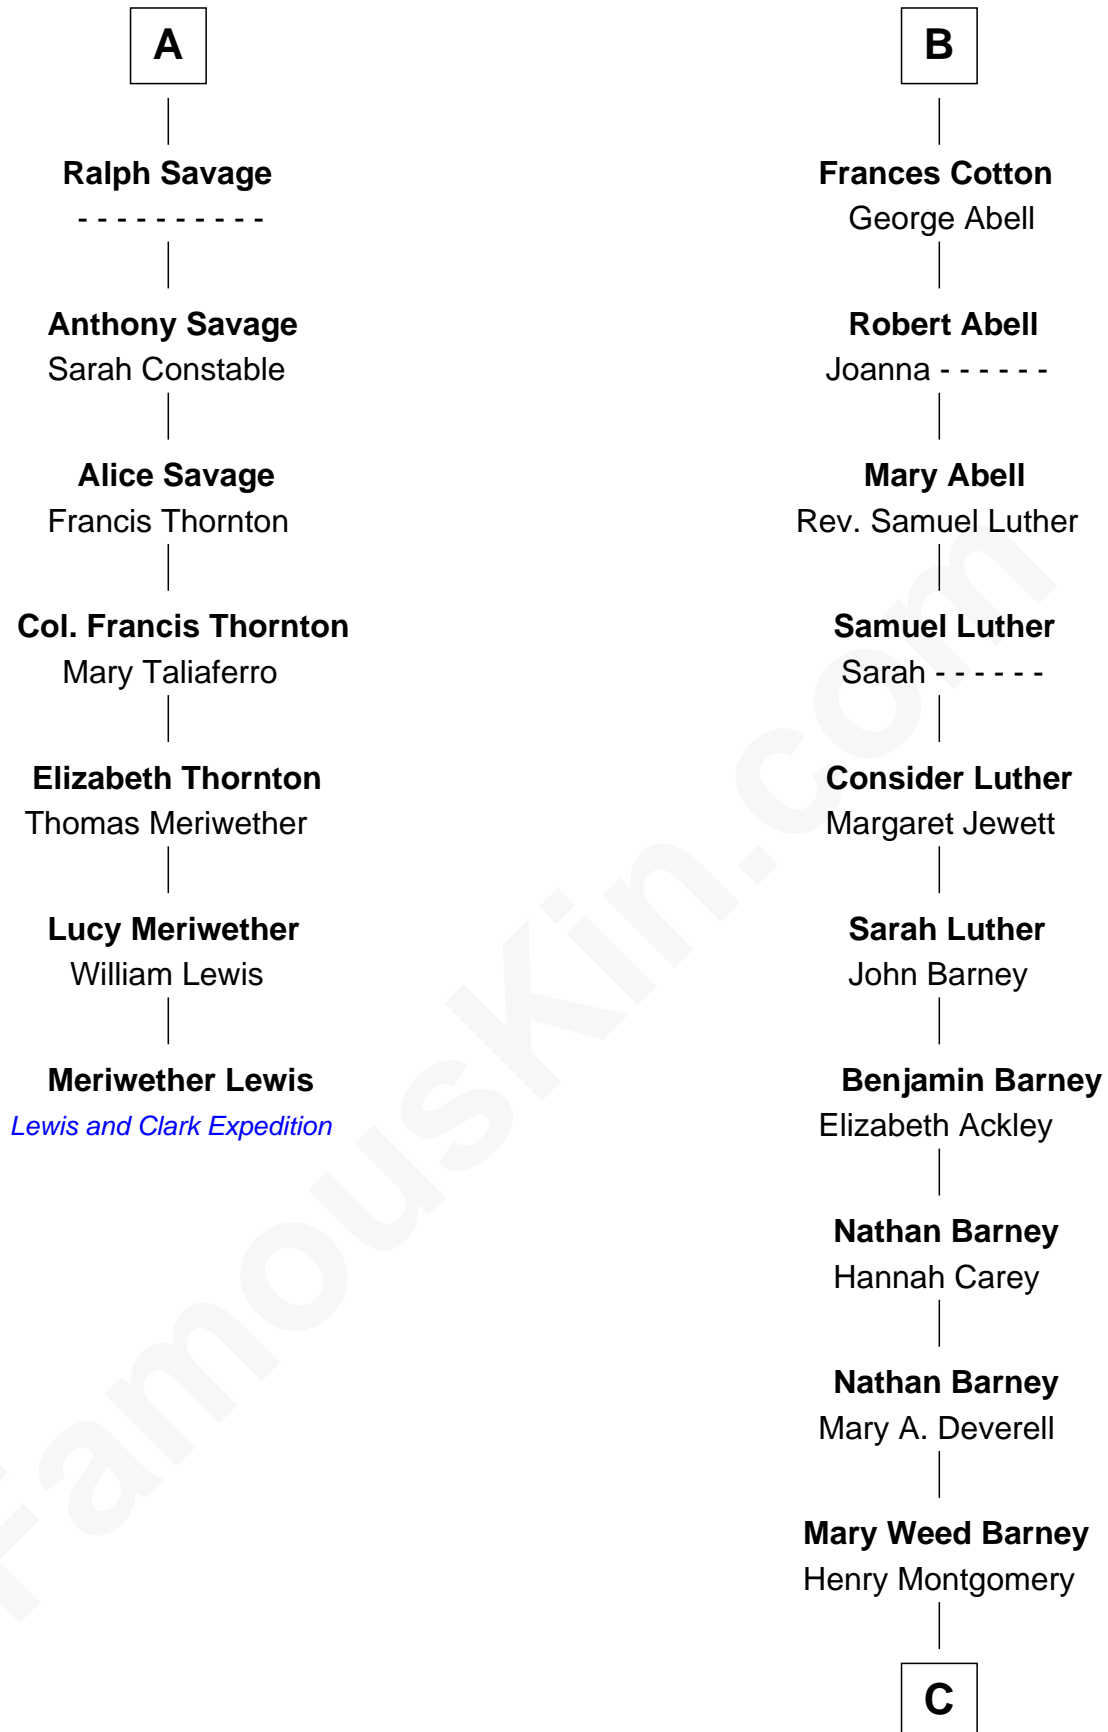 A
Ralph Savage
- - - - - - - - - -
Anthony Savage
Sarah Constable
Alice Savage
Francis Thornton
Col. Francis Thornton
Mary Taliaferro
Elizabeth Thornton
Thomas Meriwether
Lucy Meriwether
William Lewis
Meriwether Lewis
Lewis and Clark Expedition
B
Frances Cotton
George Abell
Robert Abell
Joanna - - - - - -
Mary Abell
Rev. Samuel Luther
Samuel Luther
Sarah - - - - - -
Consider Luther
Margaret Jewett
Sarah Luther
John Barney
Benjamin Barney
Elizabeth Ackley
Nathan Barney
Hannah Carey
Nathan Barney
Mary A. Deverell
Mary Weed Barney
Henry Montgomery
C
FamousKin.com